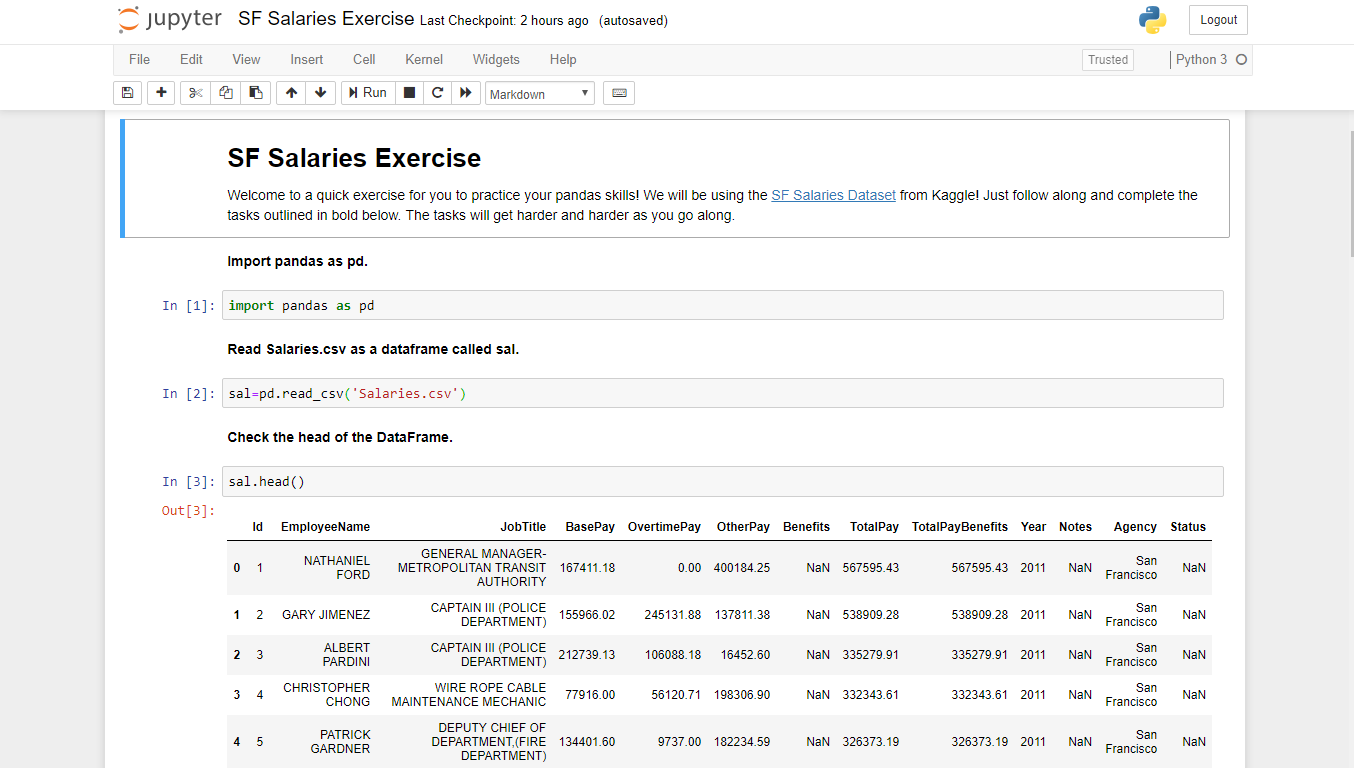 jupyter SF Salaries Exercise Last Checkpoint: 2 hours ago (autosaved) Logout
File Edit View Insert Cell Kernel Widgets Help Trusted Python 3
Run Markdown
SF Salaries Exercise
Welcome to a quick exercise for you to practice your pandas skills! We will be using the SF Salaries Dataset from Kaggle! Just follow along and complete the
tasks outlined in bold below. The tasks will get harder and harder as you go along.
Import pandas as pd.
In [1]: import pandas as pd
Read Salaries.csv as a dataframe called sal.
In [2]: sal=pd.read_csv('Salaries.csv')
Check the head of the DataFrame.
In [3]: sal.head()
Out[3]:
Id EmployeeName JobTitle BasePay OvertimePay OtherPay Benefits TotalPay TotalPayBenefits Year Notes Agency Status
GENERAL MANAGER-
NATHANIEL San
0 1 METROPOLITAN TRANSIT 167411.18 0.00 400184.25 NaN 567595.43 567595.43 2011 NaN NaN
FORD Francisco
AUTHORITY
CAPTAIN III (POLICE San
1 2 GARY JIMENEZ 155966.02 245131.88 137811.38 NaN 538909.28 538909.28 2011 NaN NaN
DEPARTMENT) Francisco
ALBERT CAPTAIN III (POLICE San
2 3 212739.13 106088.18 16452.60 NaN 335279.91 335279.91 2011 NaN NaN
PARDINI DEPARTMENT) Francisco
CHRISTOPHER WIRE ROPE CABLE San
3 4 77916.00 56120.71 198306.90 NaN 332343.61 332343.61 2011 NaN NaN
CHONG MAINTENANCE MECHANIC Francisco
DEPUTY CHIEF OF
PATRICK San
4 5 DEPARTMENT,(FIRE 134401.60 9737.00 182234.59 NaN 326373.19 326373.19 2011 NaN NaN
GARDNER Francisco
DEPARTMENT)